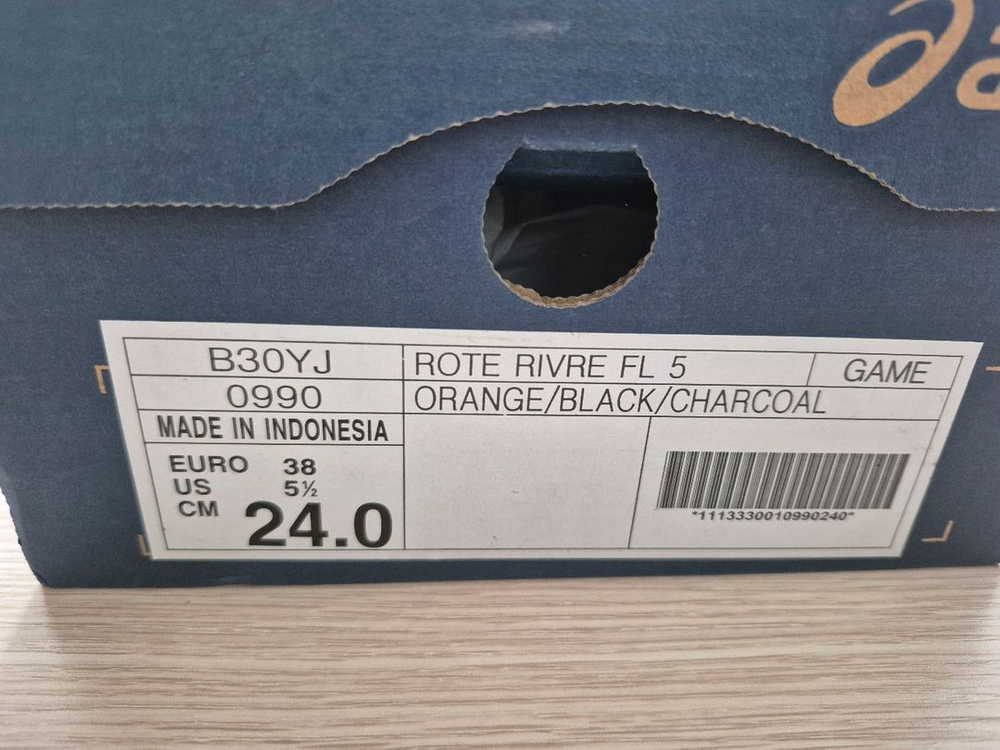 B30YJ
ROTE RIVRE FL 5
GAME
0990
ORANGE/BLACK/CHARCOAL
MADE IN INDONESIA
EURO 38
US 5½
CM 24.0
*1113330010990240*